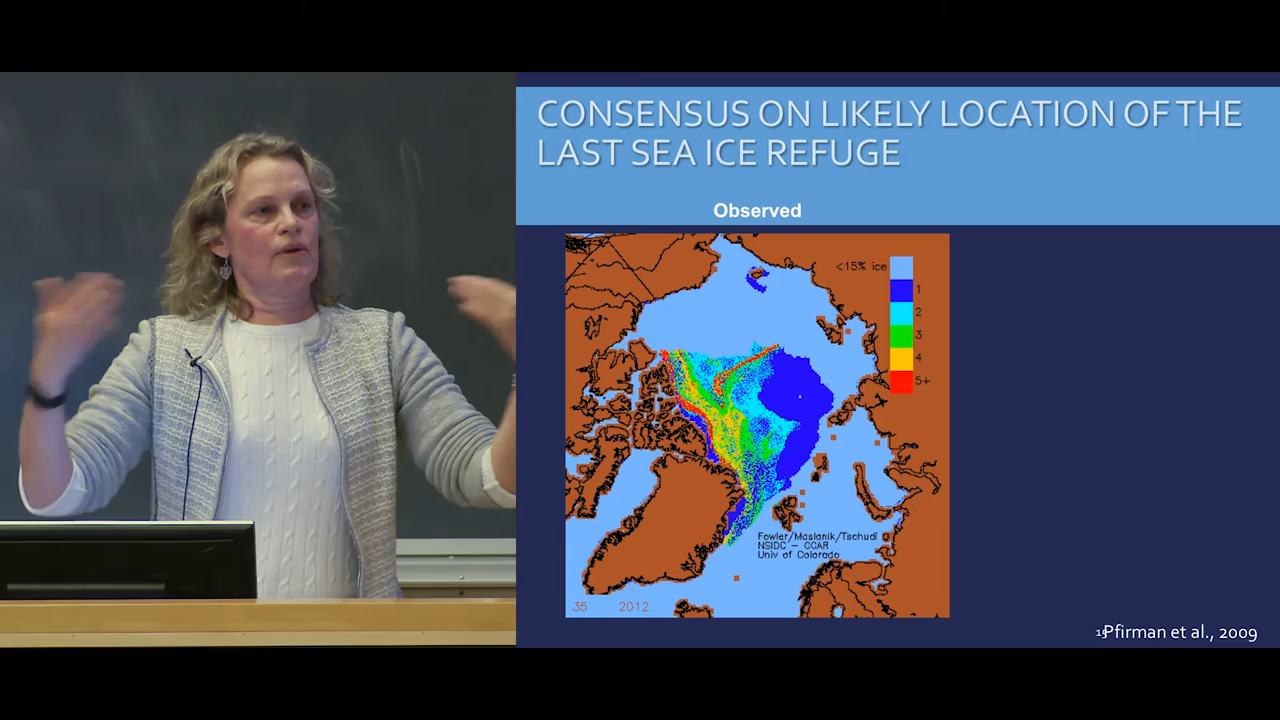 CONSENSUS ON LIKELY LOCATION OF THE
LAST SEA ICE REFUGE
Observed
<15% ice
1
2
3
4
5+
Fowler/Maslanik/Tschudi
NSIDC - CCAR
Univ of Colorado
35 2012
15
Pfirman et al., 2009